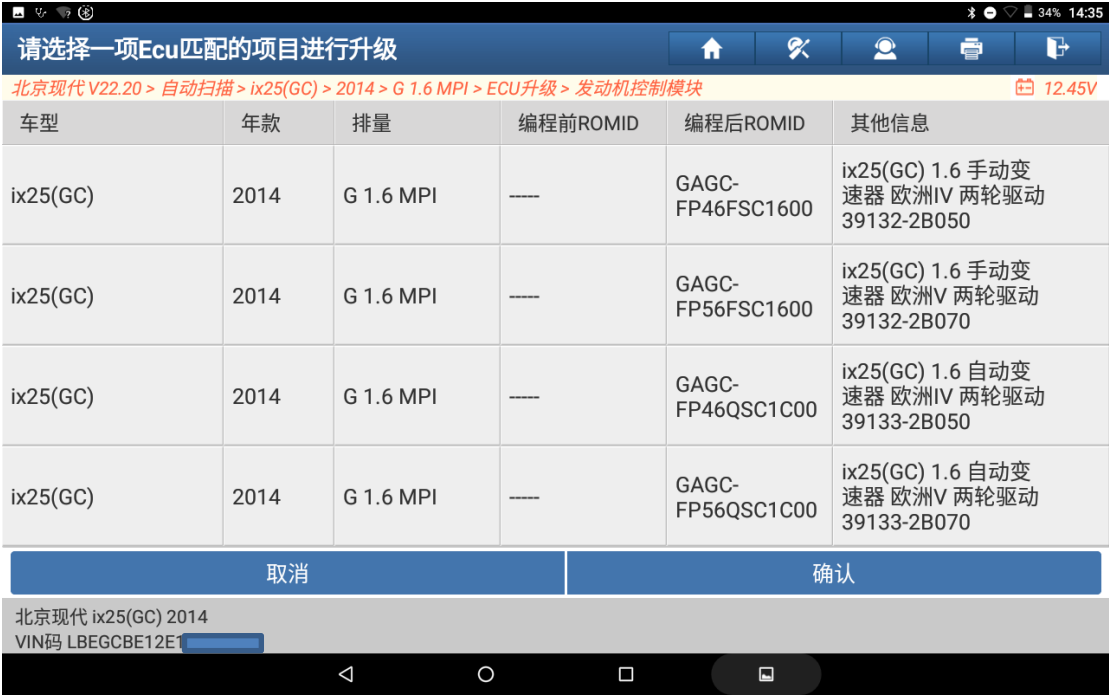 34% 14:35
请选择一项Ecu匹配的项目进行升级
北京现代 V22.20 > 自动扫描 > ix25(GC) > 2014 > G 1.6 MPI > ECU升级 > 发动机控制模块 12.45V
车型 年款 排量 编程前ROMID 编程后ROMID 其他信息
ix25(GC) 2014 G 1.6 MPI -----
GAGC-
FP46FSC1600
ix25(GC) 1.6 手动变
速器 欧洲IV 两轮驱动
39132-2B050
ix25(GC) 2014 G 1.6 MPI -----
GAGC-
FP56FSC1600
ix25(GC) 1.6 手动变
速器 欧洲V 两轮驱动
39132-2B070
ix25(GC) 2014 G 1.6 MPI -----
GAGC-
FP46QSC1C00
ix25(GC) 1.6 自动变
速器 欧洲IV 两轮驱动
39133-2B050
ix25(GC) 2014 G 1.6 MPI -----
GAGC-
FP56QSC1C00
ix25(GC) 1.6 自动变
速器 欧洲V 两轮驱动
39133-2B070
取消 确认
北京现代 ix25(GC) 2014
VIN码 LBEGCBE12E1